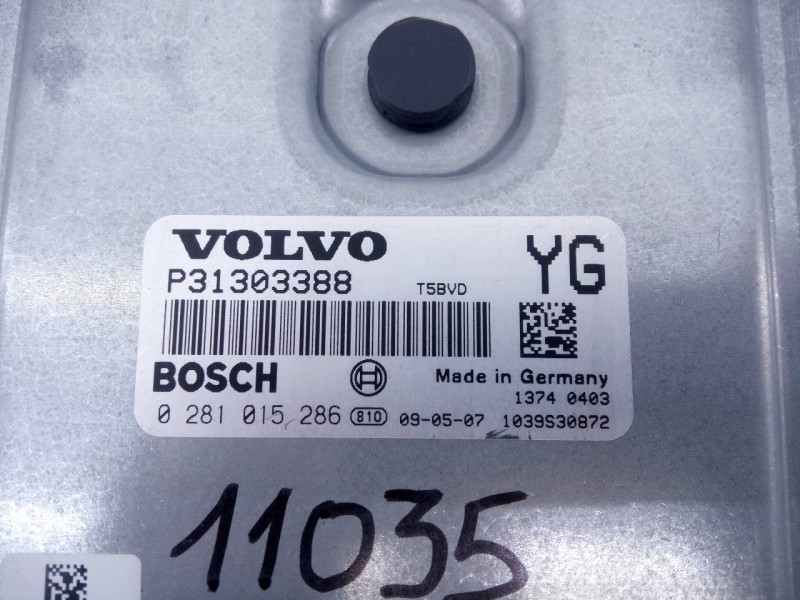 VOLVO
YG
P31303388 T5BVD
BOSCH Made in Germany
1374 0403
0 281 015 286 810 09-05-07 1039S30872
11035